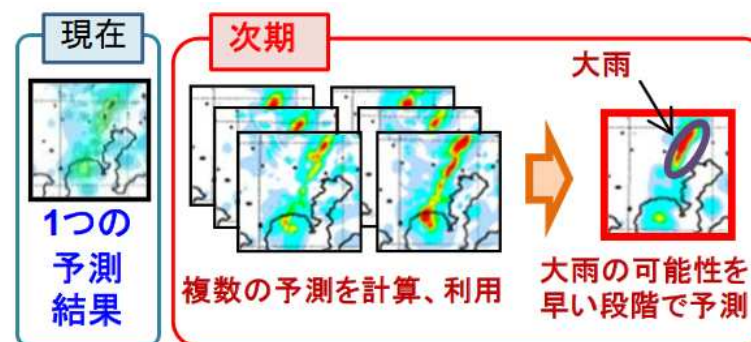 現在
1つの
予測
結果
次期
複数の予測を計算、利用
大雨
大雨の可能性を
早い段階で予測